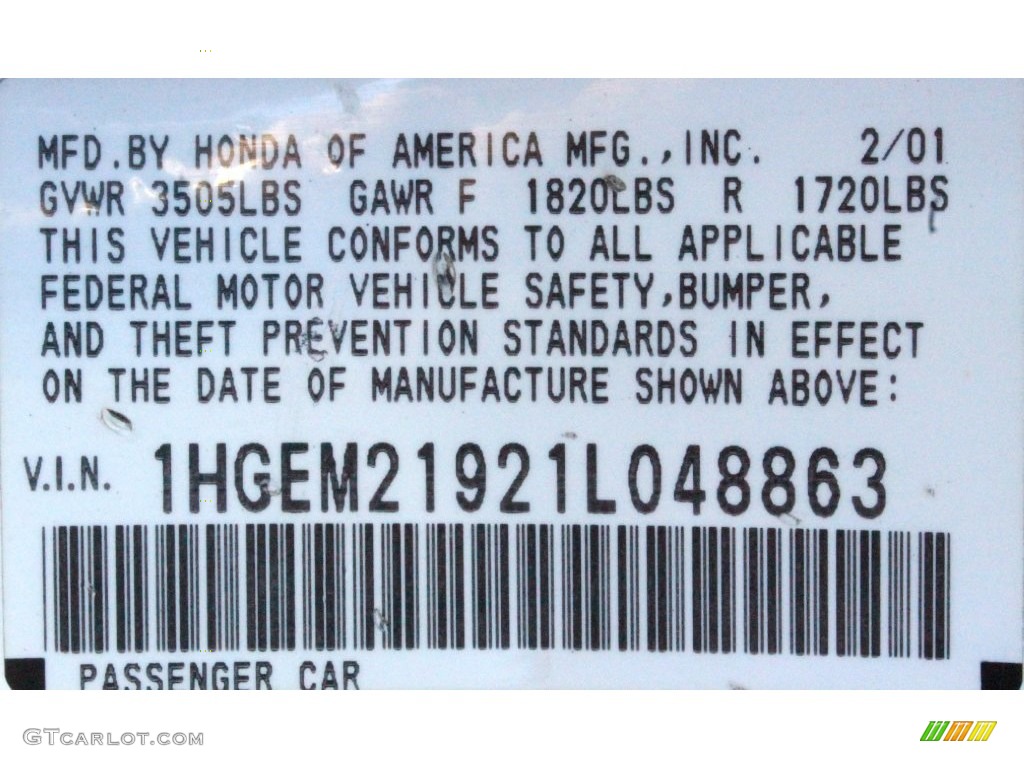 MFD.BY HONDA OF AMERICA MFG.,INC. 2/01
GVWR 3505LBS GAWR F 1820LBS R 1720LBS
THIS VEHICLE CONFORMS TO ALL APPLICABLE
FEDERAL MOTOR VEHICLE SAFETY,BUMPER,
AND THEFT PREVENTION STANDARDS IN EFFECT
ON THE DATE OF MANUFACTURE SHOWN ABOVE:
V.I.N. 1HGEM21921L048863
PASSENGER CAR
GTCARLOT.COM